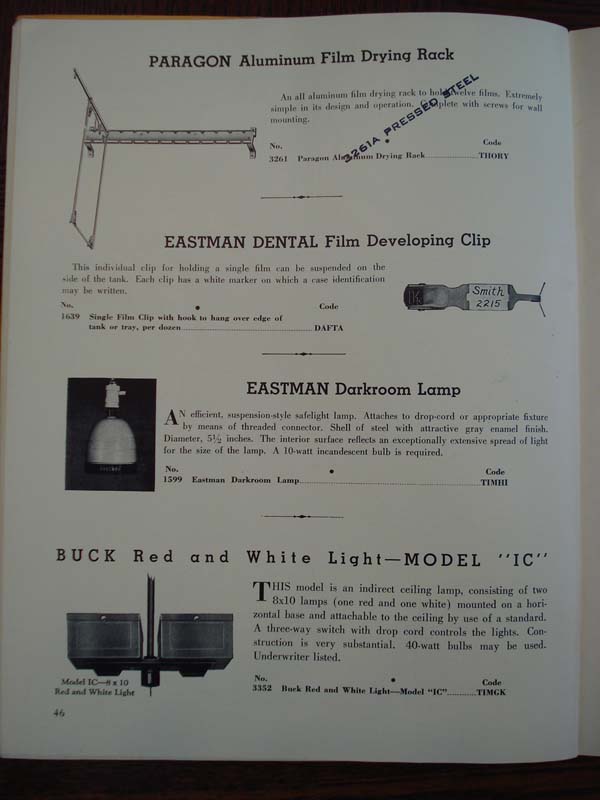 PARAGON Aluminum Film Drying Rack
An all aluminum film drying rack to hold twelve films. Extremely
simple in its design and operation. Complete with screws for wall
mounting.
3261A PRESSED STEEL
No. Code
3261 Paragon Aluminum Drying Rack THORY
EASTMAN DENTAL Film Developing Clip
This individual clip for holding a single film can be suspended on the
side of the tank. Each clip has a white marker on which a case identification
may be written.
Smith
2215
No. Code
1639 Single Film Clip with hook to hang over edge of
tank or tray, per dozen DAFTA
EASTMAN Darkroom Lamp
AN efficient, suspension-style safelight lamp. Attaches to drop-cord or appropriate fixture
by means of threaded connector. Shell of steel with attractive gray enamel finish.
Diameter, 5½ inches. The interior surface reflects an exceptionally extensive spread of light
for the size of the lamp. A 10-watt incandescent bulb is required.
No. Code
1599 Eastman Darkroom Lamp TIMHI
BUCK Red and White Light—MODEL "IC"
THIS model is an indirect ceiling lamp, consisting of two
8x10 lamps (one red and one white) mounted on a hori-
zontal base and attachable to the ceiling by use of a standard.
A three-way switch with drop cord controls the lights. Con-
struction is very substantial. 40-watt bulbs may be used.
Underwriter listed.
Model IC—8 x 10
Red and White Light
No. Code
3352 Buck Red and White Light—Model "IC" TIMGK
46